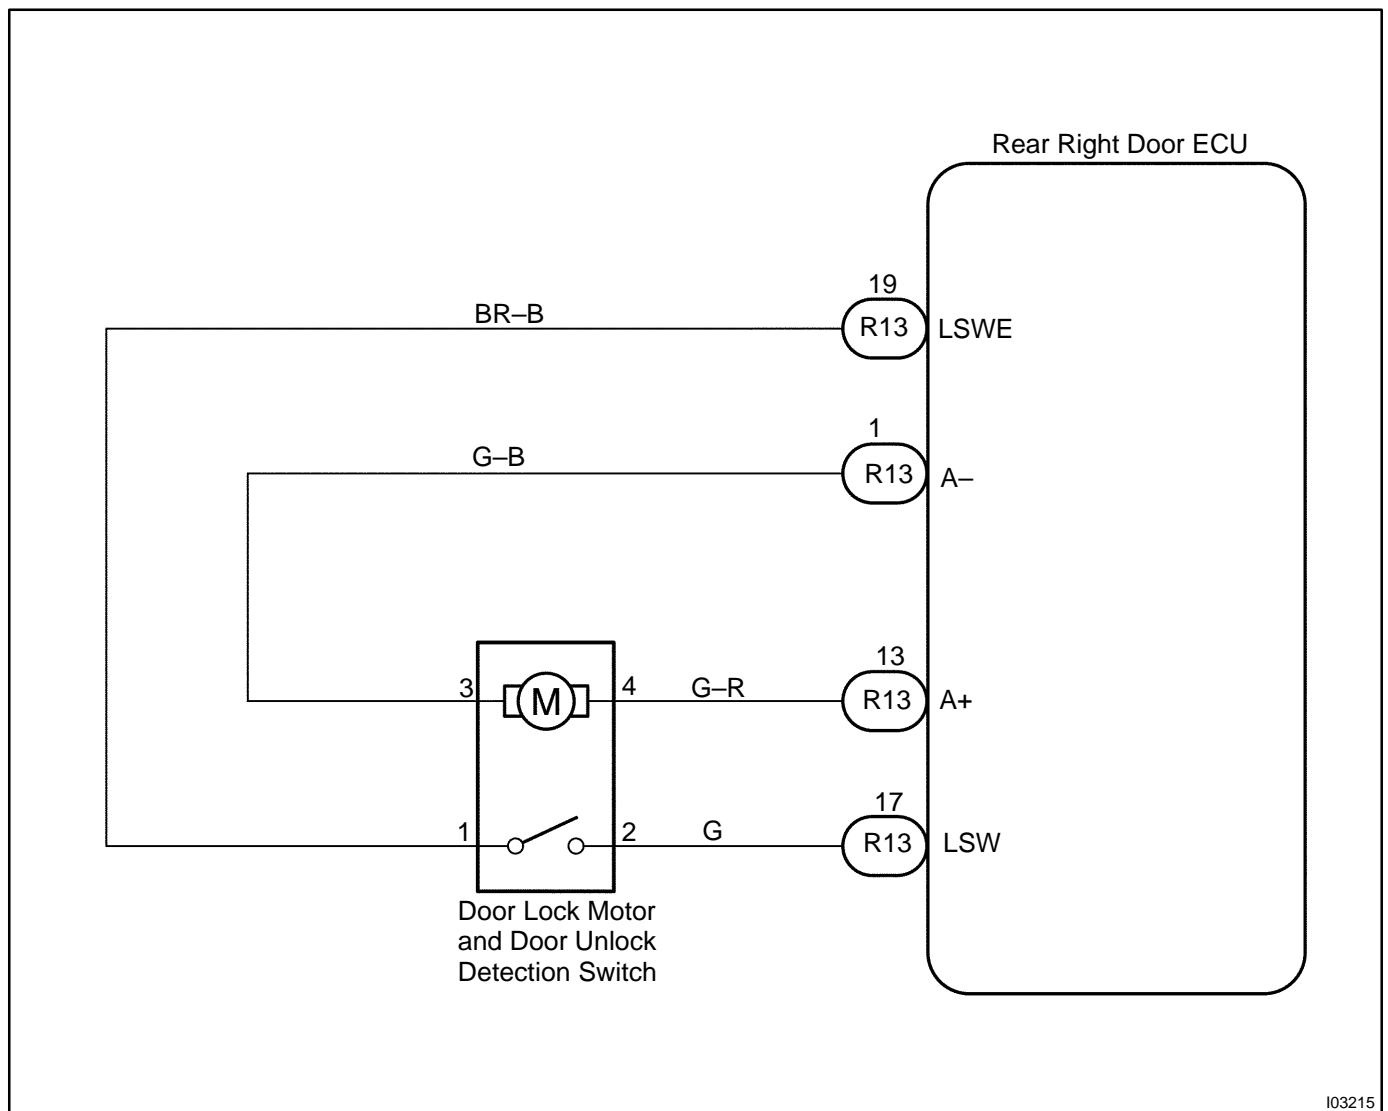 Rear Right Door ECU
19
BR–B
R13
LSWE
1
G–B
R13
A–
13
3
M
4
G–R
R13
A+
17
1
2
G
R13
LSW
Door Lock Motor
and Door Unlock
Detection Switch
I03215